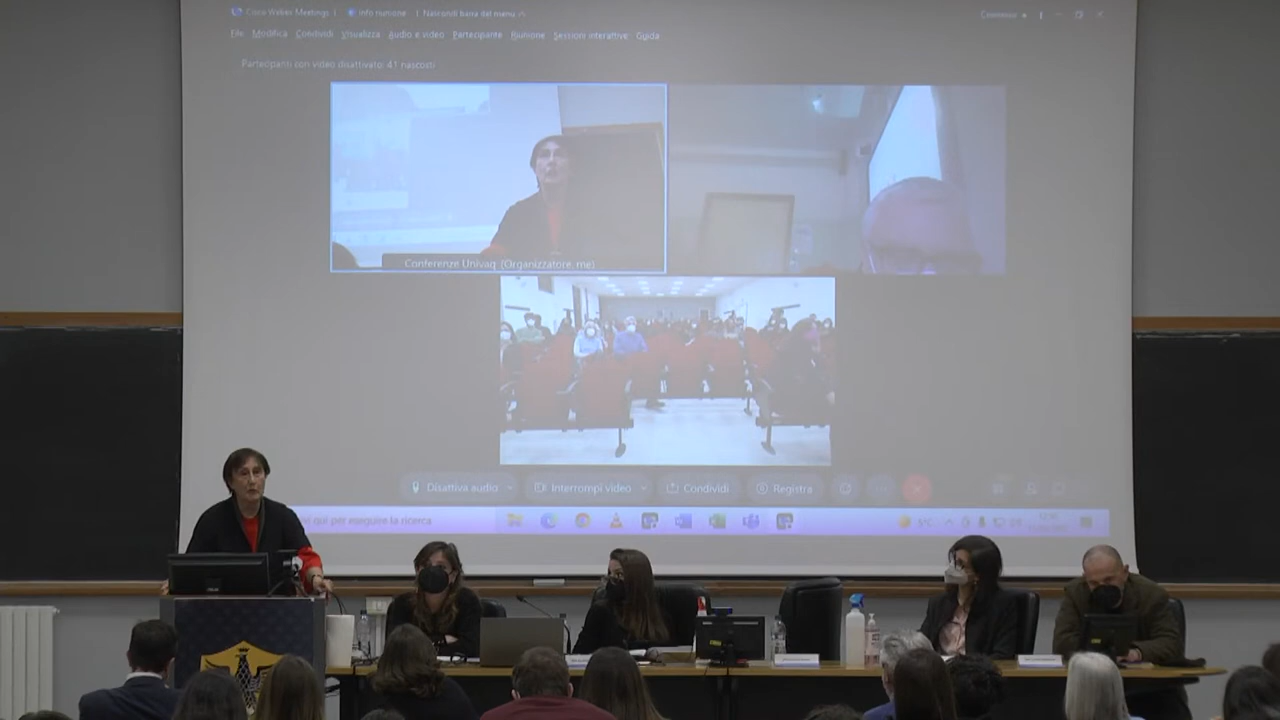 Cisco Webex Meetings Info riunione Nascondi barra del menu
Connesso
File Modifica Condividi Visualizza Audio e video Partecipante Riunione Sessioni interattive Guida
Partecipanti con video disattivato: 41 nascosti
Conferenze Univaq (Organizzatore, me)
Disattiva audio Interrompi video Condividi Registra
qui per eseguire la ricerca
5°C